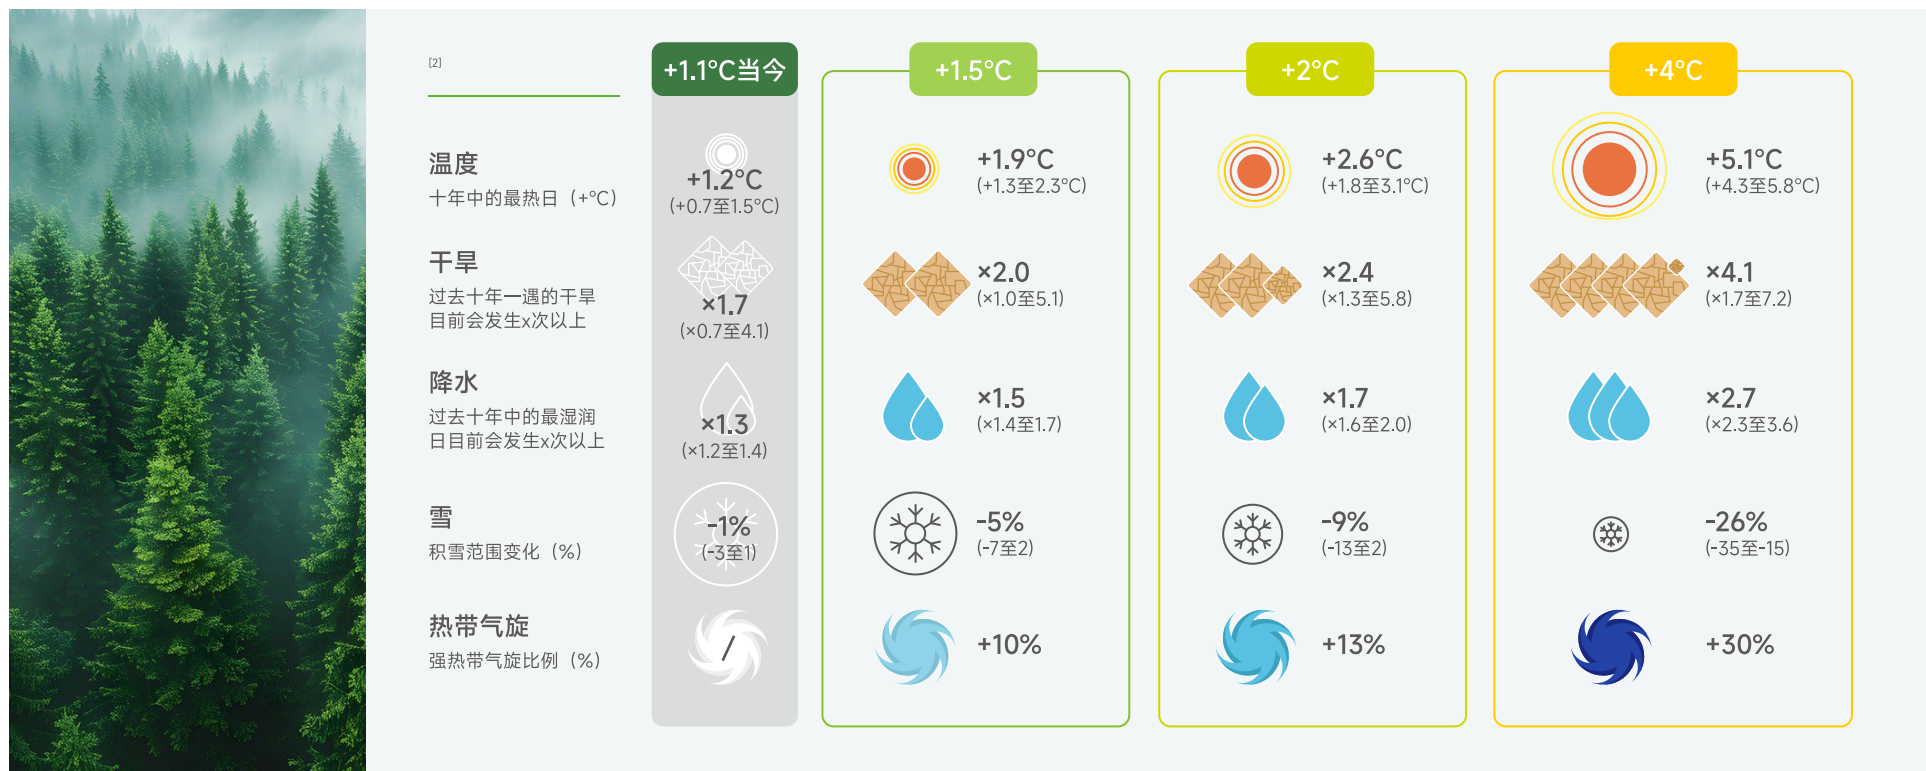 [2]
+1.1°C当今
+1.5°C
+2°C
+4°C
温度
十年中的最热日（+°C）
+1.2°C
(+0.7至1.5°C)
+1.9°C
(+1.3至2.3°C)
+2.6°C
(+1.8至3.1°C)
+5.1°C
(+4.3至5.8°C)
干旱
过去十年一遇的干旱
目前会发生x次以上
×1.7
(×0.7至4.1)
×2.0
(×1.0至5.1)
×2.4
(×1.3至5.8)
×4.1
(×1.7至7.2)
降水
过去十年中的最湿润
日目前会发生x次以上
×1.3
(×1.2至1.4)
×1.5
(×1.4至1.7)
×1.7
(×1.6至2.0)
×2.7
(×2.3至3.6)
雪
积雪范围变化（%）
-1%
(-3至1)
-5%
(-7至2)
-9%
(-13至2)
-26%
(-35至-15)
热带气旋
强热带气旋比例（%）
/
+10%
+13%
+30%